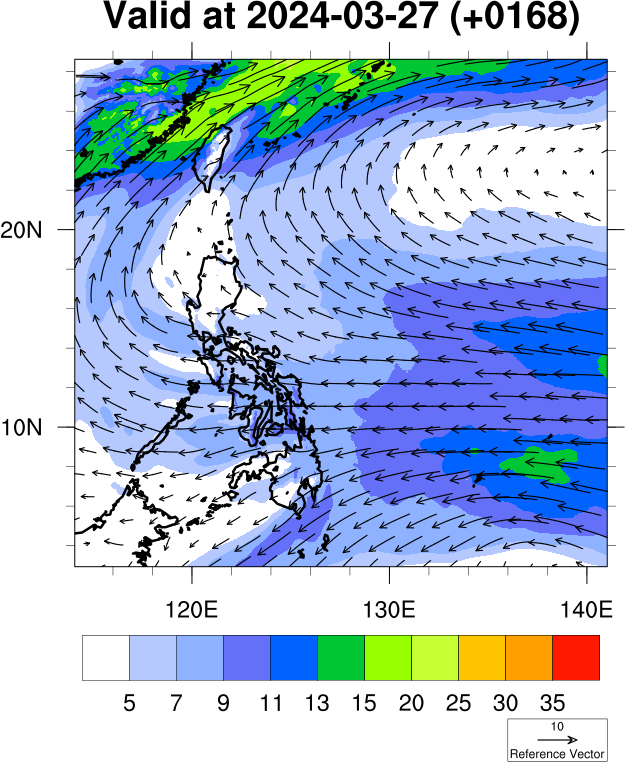 Valid at 2024-03-27 (+0168)
20N
10N
120E 130E 140E
5 7 9 11 13 15 20 25 30 35
10
Reference Vector